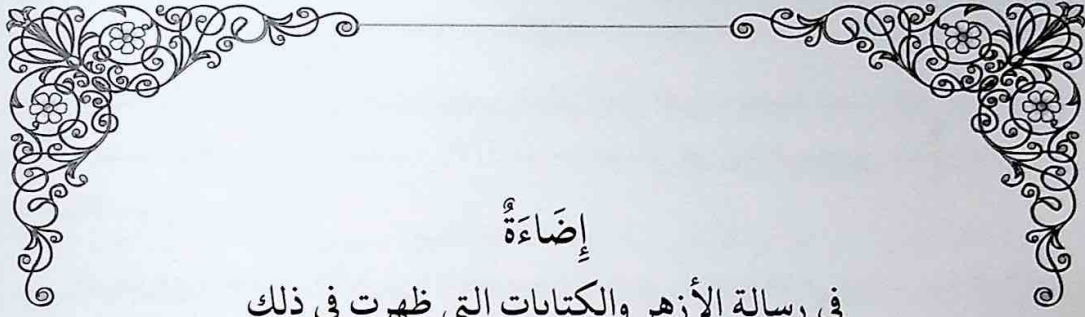 إِضَاءَةٌ
في رسالة الأزهر والكتابات التي ظهرت في ذلك